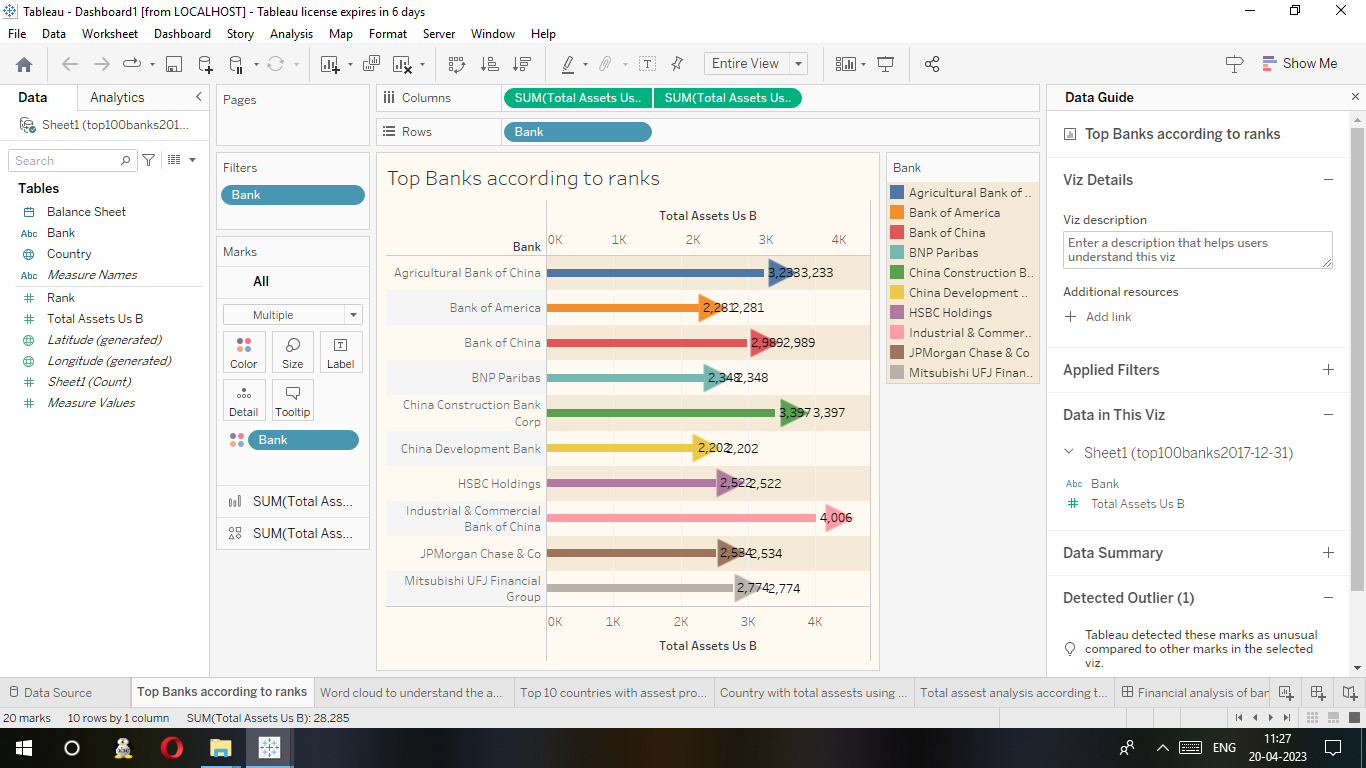 Tableau - Dashboard1 [from LOCALHOST] - Tableau license expires in 6 days
File Data Worksheet Dashboard Story Analysis Map Format Server Window Help
Entire View
Show Me
Data Analytics
Sheet1 (top100banks201...
Search
Tables
Balance Sheet
Abc Bank
Country
Abc Measure Names
Rank
Total Assets Us B
Latitude (generated)
Longitude (generated)
Sheet1 (Count)
Measure Values
Pages
Filters
Bank
Marks
All
Multiple
Color Size Label
Detail Tooltip
Bank
SUM(Total Ass...
SUM(Total Ass...
Columns SUM(Total Assets Us.. SUM(Total Assets Us..
Rows Bank
Top Banks according to ranks
Total Assets Us B
0K 1K 2K 3K 4K
Bank
Agricultural Bank of China 3,233 3,233
Bank of America 2,281 2,281
Bank of China 2,989 2,989
BNP Paribas 2,348 2,348
China Construction Bank
Corp 3,397 3,397
China Development Bank 2,202 2,202
HSBC Holdings 2,522 2,522
Industrial & Commercial
Bank of China 4,006
JPMorgan Chase & Co 2,534 2,534
Mitsubishi UFJ Financial
Group 2,774 2,774
0K 1K 2K 3K 4K
Total Assets Us B
Bank
Agricultural Bank of ..
Bank of America
Bank of China
BNP Paribas
China Construction B..
China Development ..
HSBC Holdings
Industrial & Commer..
JPMorgan Chase & Co
Mitsubishi UFJ Finan..
Data Guide
Top Banks according to ranks
Viz Details
Viz description
Enter a description that helps users
understand this viz
Additional resources
Add link
Applied Filters
Data in This Viz
Sheet1 (top100banks2017-12-31)
Abc Bank
Total Assets Us B
Data Summary
Detected Outlier (1)
Tableau detected these marks as unusual
compared to other marks in the selected
viz.
Data Source Top Banks according to ranks Word cloud to understand the a... Top 10 countries with assest pro... Country with total assests using ... Total assest analysis according t... Financial analysis of ban
20 marks 10 rows by 1 column SUM(Total Assets Us B): 28,285
ENG 11:27
20-04-2023